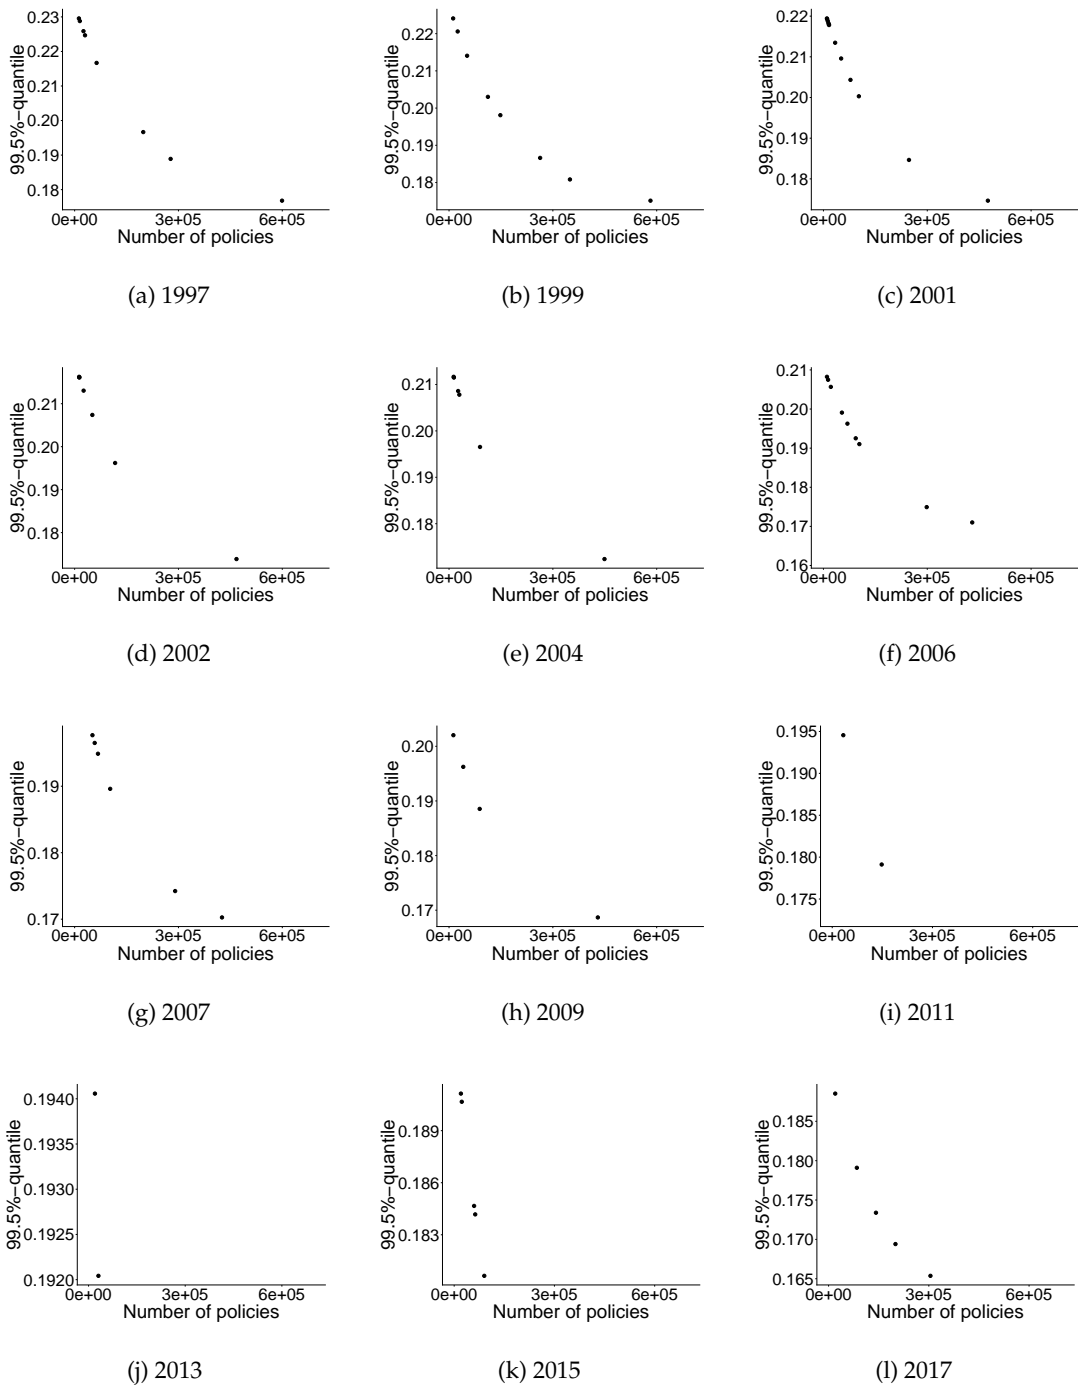 99.5%−quantile
0.23
0.22
0.21
0.20
0.19
0.18
0e+00 3e+05 6e+05
Number of policies
(a) 1997
99.5%−quantile
0.22
0.21
0.20
0.19
0.18
0e+00 3e+05 6e+05
Number of policies
(b) 1999
99.5%−quantile
0.22
0.21
0.20
0.19
0.18
0e+00 3e+05 6e+05
Number of policies
(c) 2001
99.5%−quantile
0.21
0.20
0.19
0.18
0e+00 3e+05 6e+05
Number of policies
(d) 2002
99.5%−quantile
0.21
0.20
0.19
0.18
0e+00 3e+05 6e+05
Number of policies
(e) 2004
99.5%−quantile
0.21
0.20
0.19
0.18
0.17
0.16
0e+00 3e+05 6e+05
Number of policies
(f) 2006
99.5%−quantile
0.19
0.18
0.17
0e+00 3e+05 6e+05
Number of policies
(g) 2007
99.5%−quantile
0.20
0.19
0.18
0.17
0e+00 3e+05 6e+05
Number of policies
(h) 2009
99.5%−quantile
0.195
0.190
0.185
0.180
0.175
0e+00 3e+05 6e+05
Number of policies
(i) 2011
99.5%−quantile
0.1940
0.1935
0.1930
0.1925
0.1920
0e+00 3e+05 6e+05
Number of policies
(j) 2013
99.5%−quantile
0.189
0.186
0.183
0e+00 3e+05 6e+05
Number of policies
(k) 2015
99.5%−quantile
0.185
0.180
0.175
0.170
0.165
0e+00 3e+05 6e+05
Number of policies
(l) 2017